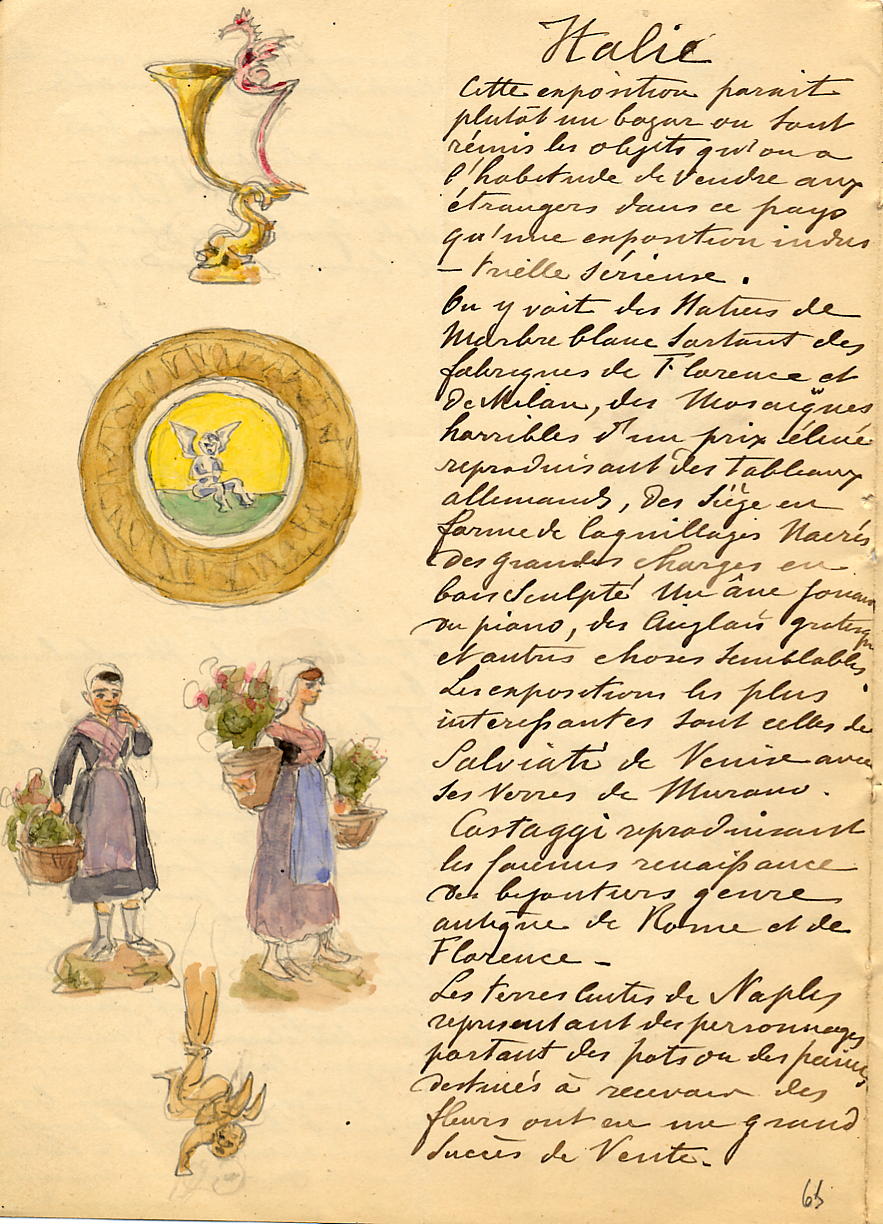 Italie
Cette exposition parait
plutôt un bazar ou sont
réunis les objets qu'on a
l'habitude de vendre aux
étrangers dans ce pays
qu'une exposition indus
- trielle sérieuse.
On y voit des statues de
Marbre blanc sortant des
fabriques de Florence et
de Milan, des Mosaïques
horribles d'un prix élevé
reproduisant des tableaux
allemands, des siège en
forme de coquillages Nacrés
des grandes charges en
bois sculpté Un âne jouant
du piano, des Anglais grotesques
et autres choses semblables.
Les expositions les plus
interessantes sont celles de
Salviati de Venise avec
ses verres de Murano.
Castaggi reproduisant
les renaissance
des bijoutiers genre
antique de Rome et de
Florence -
Les terres cuites de Naples
representant des personnages
portant des pots ou des paniers
destinés à recevoir des
fleurs ont eu un grand
succès de Vente.
65